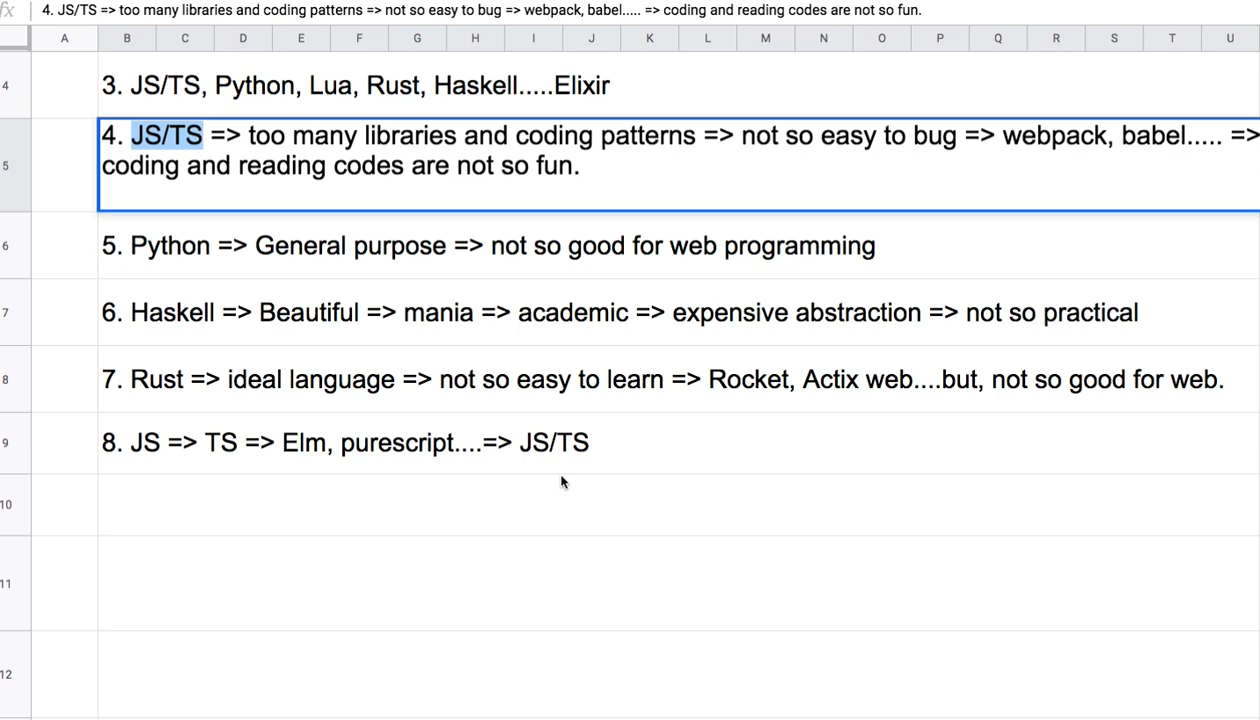 fx 4. JS/TS => too many libraries and coding patterns => not so easy to bug => webpack, babel..... => coding and reading codes are not so fun.
A B C D E F G H I J K L M N O P Q R S T U
4 3. JS/TS, Python, Lua, Rust, Haskell.....Elixir
4. JS/TS => too many libraries and coding patterns => not so easy to bug => webpack, babel..... =>
5 coding and reading codes are not so fun.
6 5. Python => General purpose => not so good for web programming
7 6. Haskell => Beautiful => mania => academic => expensive abstraction => not so practical
8 7. Rust => ideal language => not so easy to learn => Rocket, Actix web....but, not so good for web.
9 8. JS => TS => Elm, purescript....=> JS/TS
10
11
12